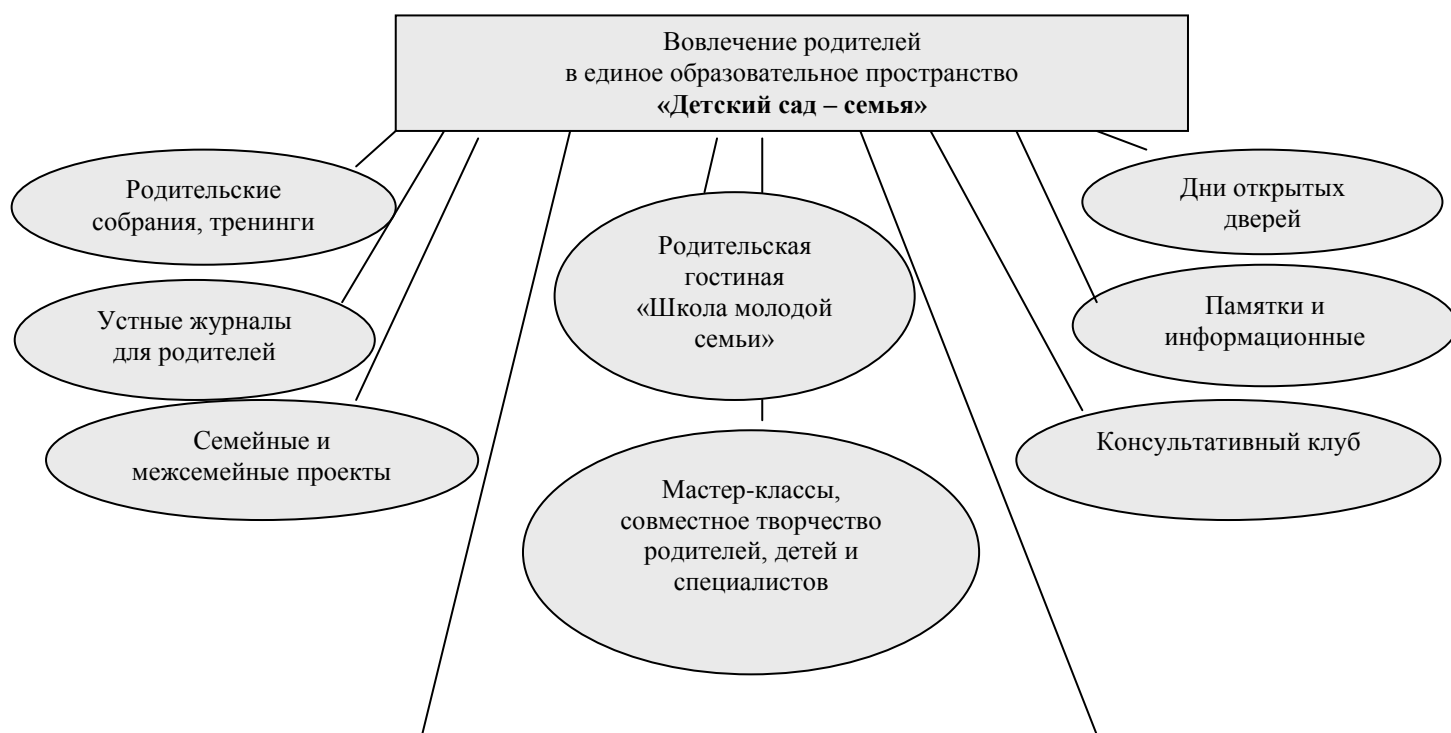 Вовлечение родителей
в единое образовательное пространство
«Детский сад – семья»
Родительские
собрания, тренинги
Устные журналы
для родителей
Семейные и
межсемейные проекты
Родительская
гостиная
«Школа молодой
семьи»
Мастер-классы,
совместное творчество
родителей, детей и
специалистов
Дни открытых
дверей
Памятки и
информационные
Консультативный клуб